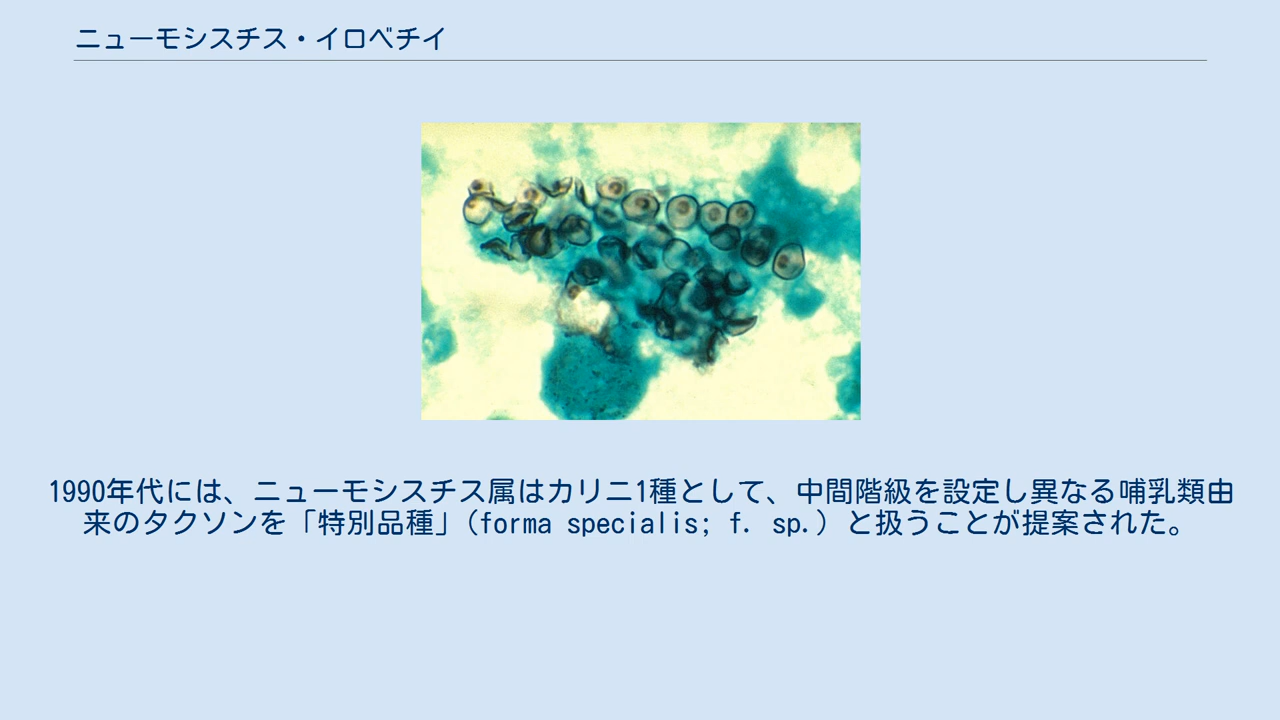 ニューモシスチス・イロベチイ
1990年代には、ニューモシスチス属はカリニ1種として、中間階級を設定し異なる哺乳類由
来のタクソンを「特別品種」（forma specialis; f. sp.）と扱うことが提案された。